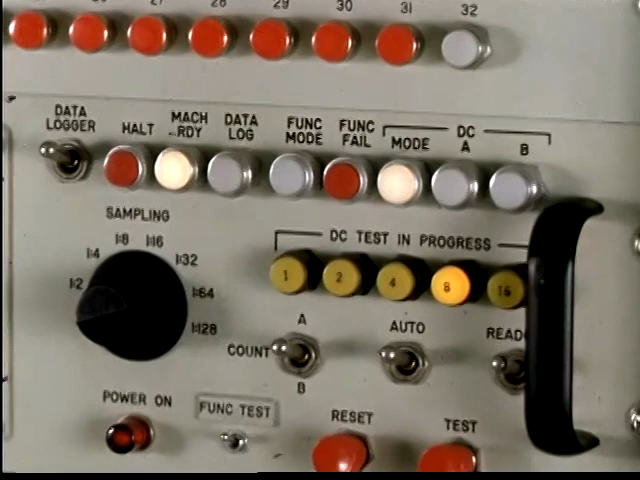 28 29 30 31 32
DATA LOGGER
HALT
MACH RDY
DATA LOG
FUNC MODE
FUNC FAIL
DC
MODE A B
SAMPLING
1:2 1:4 1:8 1:16 1:32 1:64 1:128
DC TEST IN PROGRESS
1 2 4 8 16
A
COUNT
B
AUTO
POWER ON
FUNC TEST
RESET
TEST